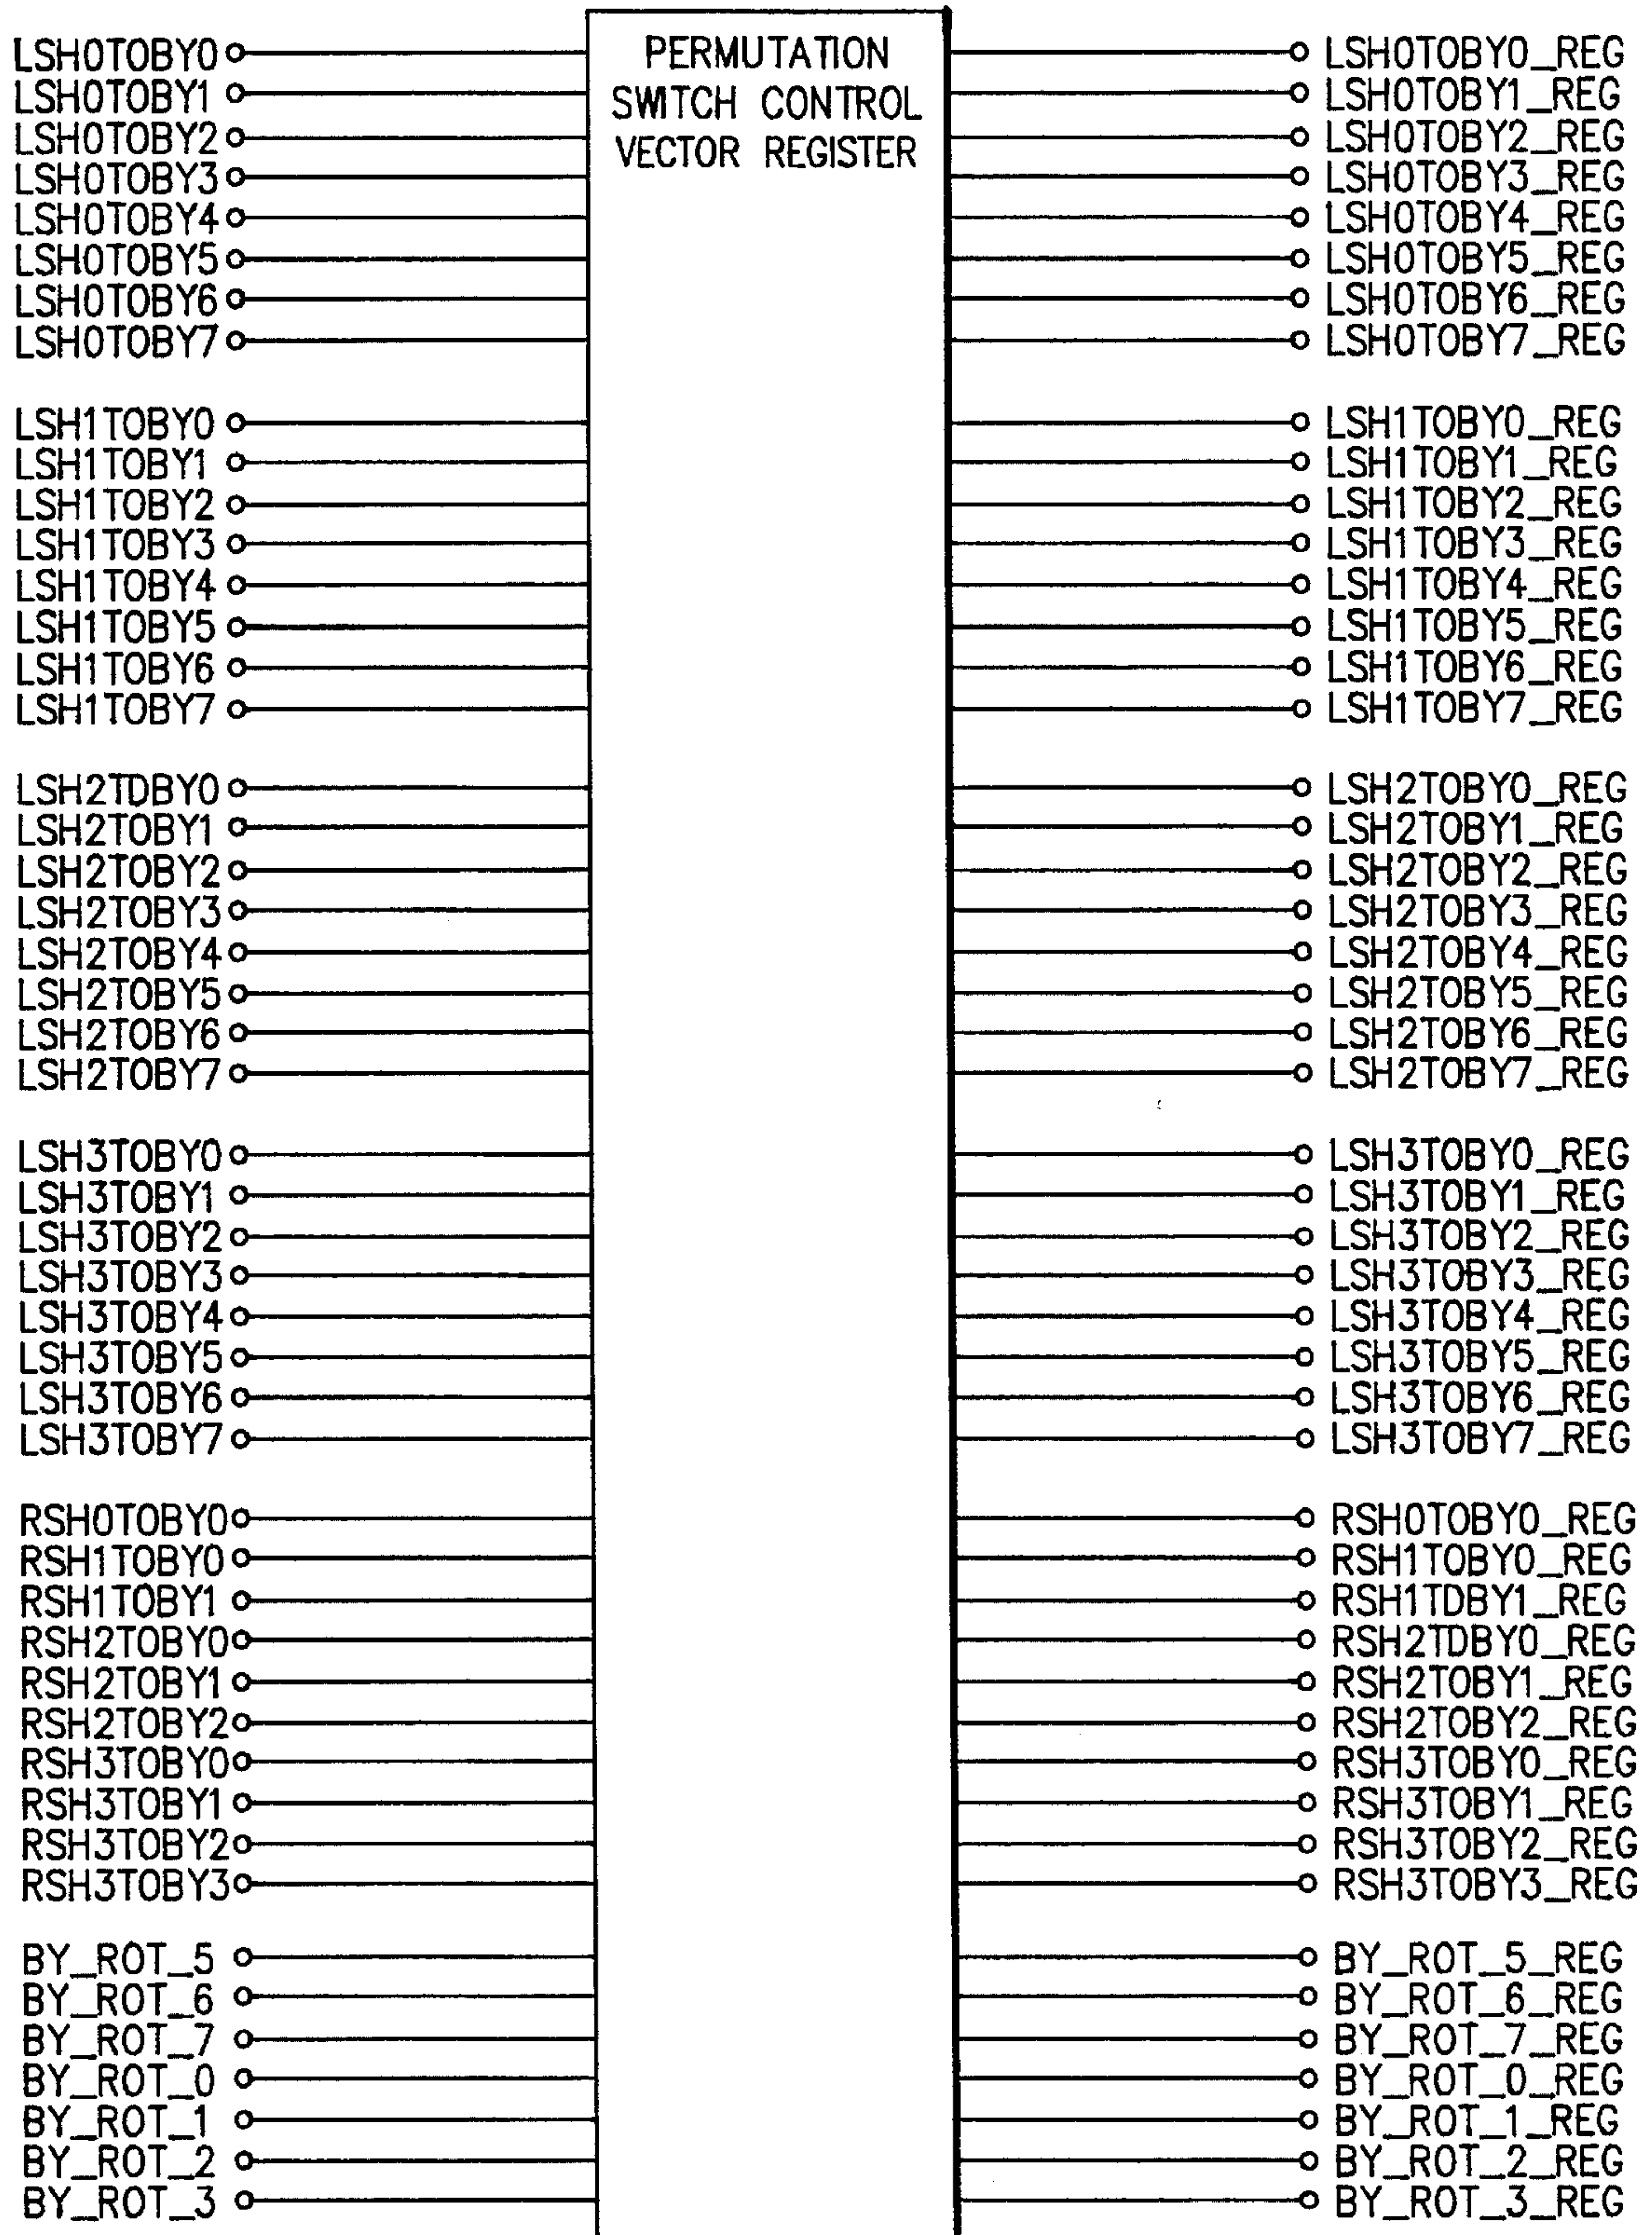 PERMUTATION
SWITCH CONTROL
VECTOR REGISTER
LSH0TOBY0 LSH0TOBY0_REG
LSH0TOBY1 LSH0TOBY1_REG
LSH0TOBY2 LSH0TOBY2_REG
LSH0TOBY3 LSH0TOBY3_REG
LSH0TOBY4 LSH0TOBY4_REG
LSH0TOBY5 LSH0TOBY5_REG
LSH0TOBY6 LSH0TOBY6_REG
LSH0TOBY7 LSH0TOBY7_REG
LSH1TOBY0 LSH1TOBY0_REG
LSH1TOBY1 LSH1TOBY1_REG
LSH1TOBY2 LSH1TOBY2_REG
LSH1TOBY3 LSH1TOBY3_REG
LSH1TOBY4 LSH1TOBY4_REG
LSH1TOBY5 LSH1TOBY5_REG
LSH1TOBY6 LSH1TOBY6_REG
LSH1TOBY7 LSH1TOBY7_REG
LSH2TDBY0 LSH2TOBY0_REG
LSH2TOBY1 LSH2TOBY1_REG
LSH2TOBY2 LSH2TOBY2_REG
LSH2TOBY3 LSH2TOBY3_REG
LSH2TOBY4 LSH2TOBY4_REG
LSH2TOBY5 LSH2TOBY5_REG
LSH2TOBY6 LSH2TOBY6_REG
LSH2TOBY7 LSH2TOBY7_REG
LSH3TOBY0 LSH3TOBY0_REG
LSH3TOBY1 LSH3TOBY1_REG
LSH3TOBY2 LSH3TOBY2_REG
LSH3TOBY3 LSH3TOBY3_REG
LSH3TOBY4 LSH3TOBY4_REG
LSH3TOBY5 LSH3TOBY5_REG
LSH3TOBY6 LSH3TOBY6_REG
LSH3TOBY7 LSH3TOBY7_REG
RSH0TOBY0 RSH0TOBY0_REG
RSH1TOBY0 RSH1TOBY0_REG
RSH1TOBY1 RSH1TDBY1_REG
RSH2TOBY0 RSH2TDBY0_REG
RSH2TOBY1 RSH2TOBY1_REG
RSH2TOBY2 RSH2TOBY2_REG
RSH3TOBY0 RSH3TOBY0_REG
RSH3TOBY1 RSH3TOBY1_REG
RSH3TOBY2 RSH3TOBY2_REG
RSH3TOBY3 RSH3TOBY3_REG
BY_ROT_5 BY_ROT_5_REG
BY_ROT_6 BY_ROT_6_REG
BY_ROT_7 BY_ROT_7_REG
BY_ROT_0 BY_ROT_0_REG
BY_ROT_1 BY_ROT_1_REG
BY_ROT_2 BY_ROT_2_REG
BY_ROT_3 BY_ROT_3_REG